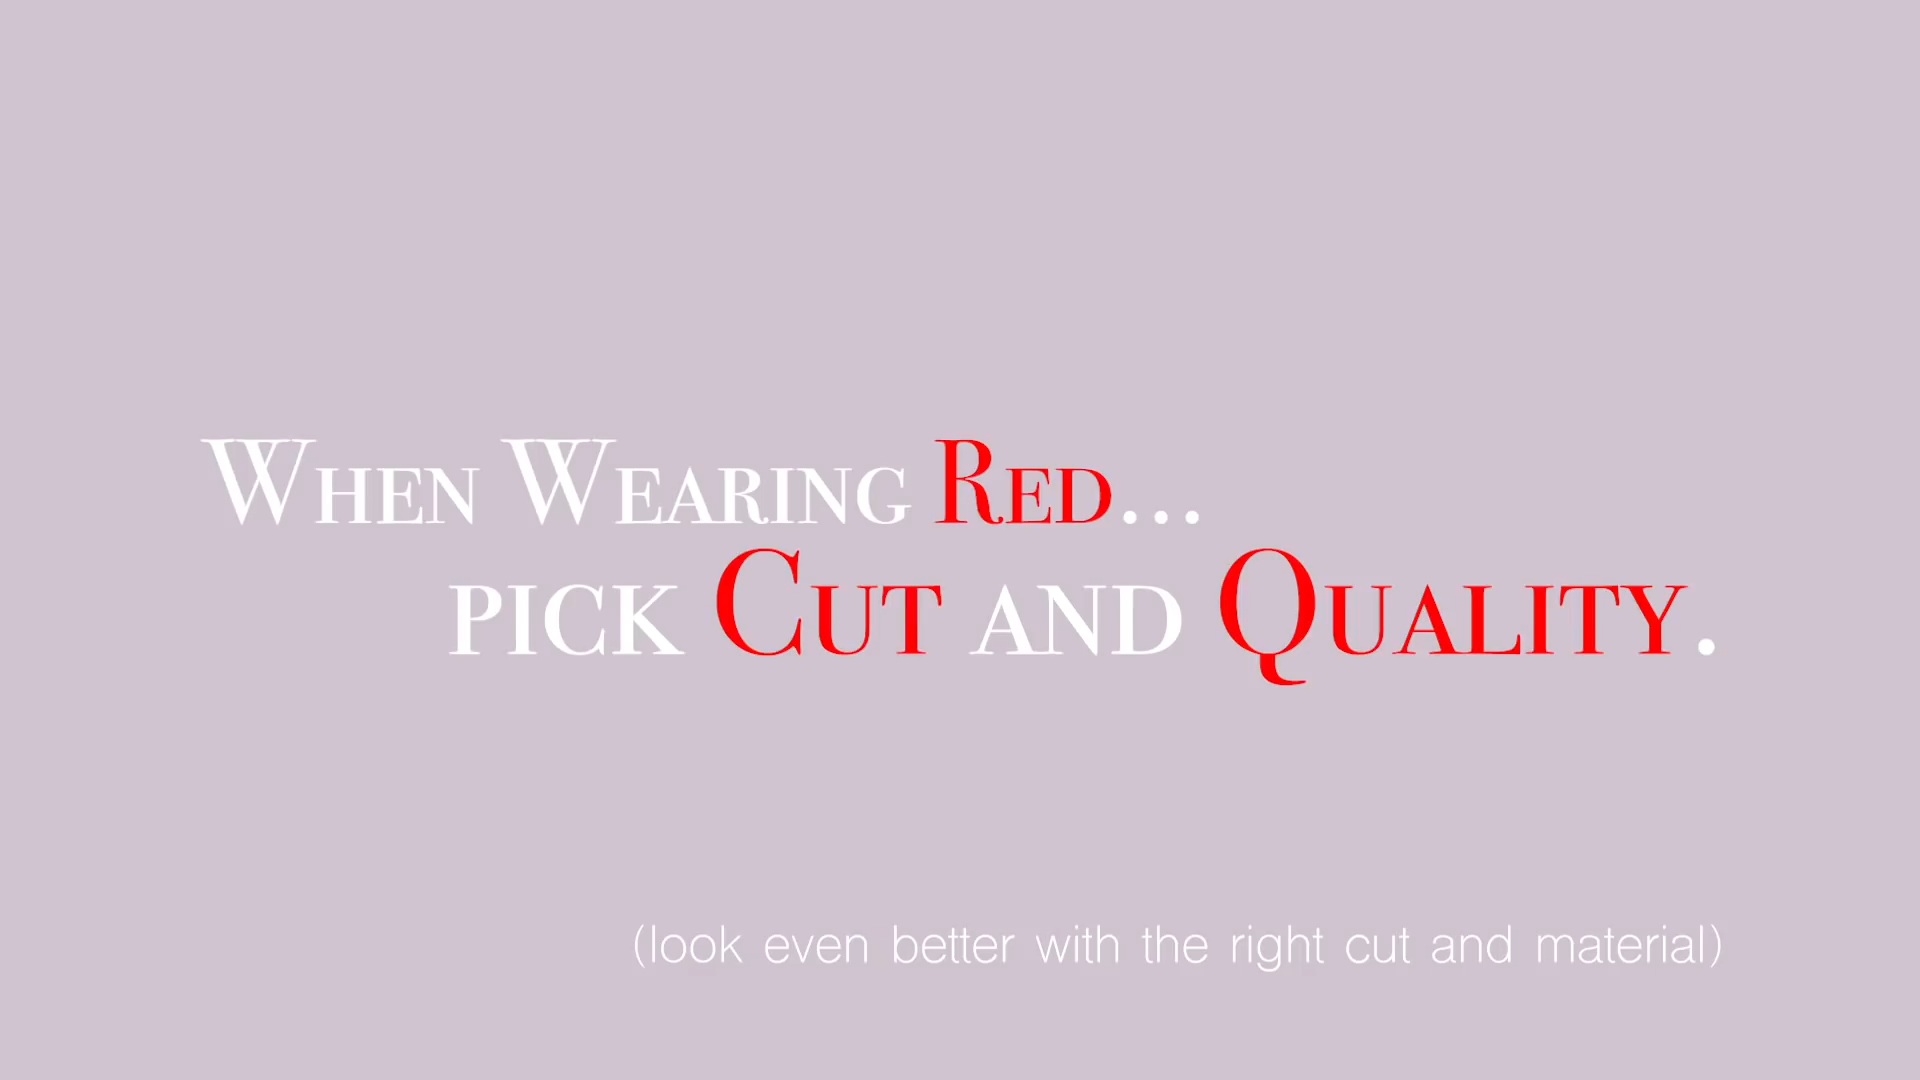 When Wearing Red...
pick Cut and Quality.
(look even better with the right cut and material)